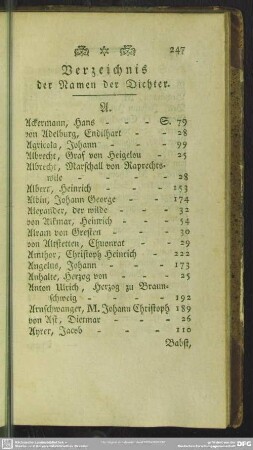 247
Verzeichnis
der Namen der Dichter.
A.
Ackermann, Hans - - - S. 79
von Adelburg, Endilhart - - 28
Agricola, Johann - - - 99
Albrecht, Graf von Heigelou - 25
Albrecht, Marschall von Raprechts-
wile - - - 28
Albert, Heinrich - - - 153
Albin, Johann George - - 174
Alexander, der wilde - - 32
von Aikmar, Heinrich - - 54
Alram von Gresten - - 30
von Altstetten, Chuonrat - - 29
Amthor, Christoph Heinrich - - 222
Angelus, Johann - - - 173
Anhalte, Herzog von - - 25
Anton Ulrich, Herzog zu Braun-
schweig - - - - 192
Arnschwanger, M. Johann Christoph 189
von Ast, Dietmar - - - 26
Ayrer, Jacob - - - 110
Babst,
DFG